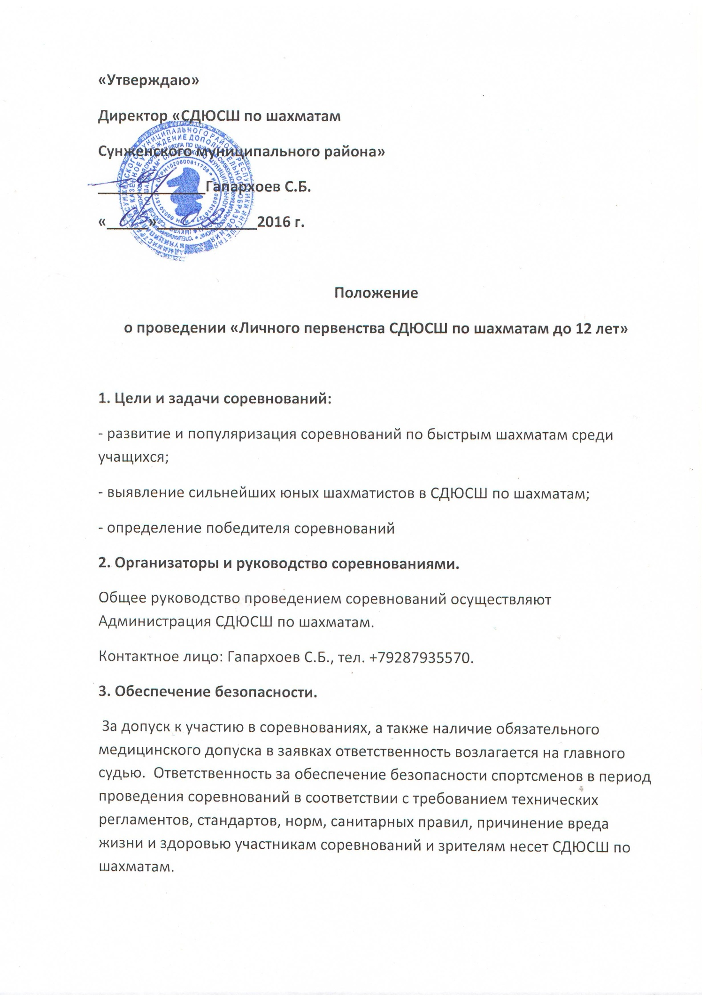 «Утверждаю»
Директор «СДЮСШ по шахматам
Сунженского муниципального района»
_____________Гапархоев С.Б.
«_____»____________2016 г.
Положение
о проведении «Личного первенства СДЮСШ по шахматам до 12 лет»
1. Цели и задачи соревнований:
- развитие и популяризация соревнований по быстрым шахматам среди
учащихся;
- выявление сильнейших юных шахматистов в СДЮСШ по шахматам;
- определение победителя соревнований
2. Организаторы и руководство соревнованиями.
Общее руководство проведением соревнований осуществляют
Администрация СДЮСШ по шахматам.
Контактное лицо: Гапархоев С.Б., тел. +79287935570.
3. Обеспечение безопасности.
За допуск к участию в соревнованиях, а также наличие обязательного
медицинского допуска в заявках ответственность возлагается на главного
судью. Ответственность за обеспечение безопасности спортсменов в период
проведения соревнований в соответствии с требованием технических
регламентов, стандартов, норм, санитарных правил, причинение вреда
жизни и здоровью участникам соревнований и зрителям несет СДЮСШ по
шахматам.